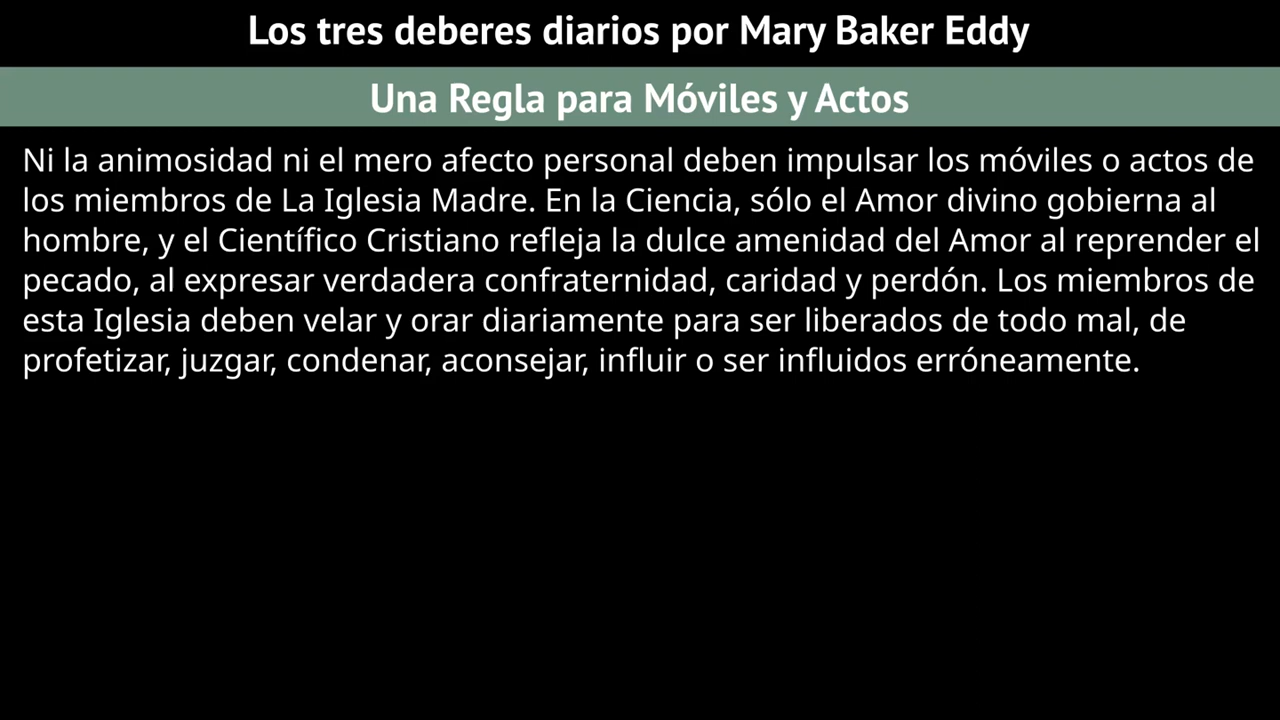 Los tres deberes diarios por Mary Baker Eddy
Una Regla para Móviles y Actos
Ni la animosidad ni el mero afecto personal deben impulsar los móviles o actos de
los miembros de La Iglesia Madre. En la Ciencia, sólo el Amor divino gobierna al
hombre, y el Científico Cristiano refleja la dulce amenidad del Amor al reprender el
pecado, al expresar verdadera confraternidad, caridad y perdón. Los miembros de
esta Iglesia deben velar y orar diariamente para ser liberados de todo mal, de
profetizar, juzgar, condenar, aconsejar, influir o ser influidos erróneamente.